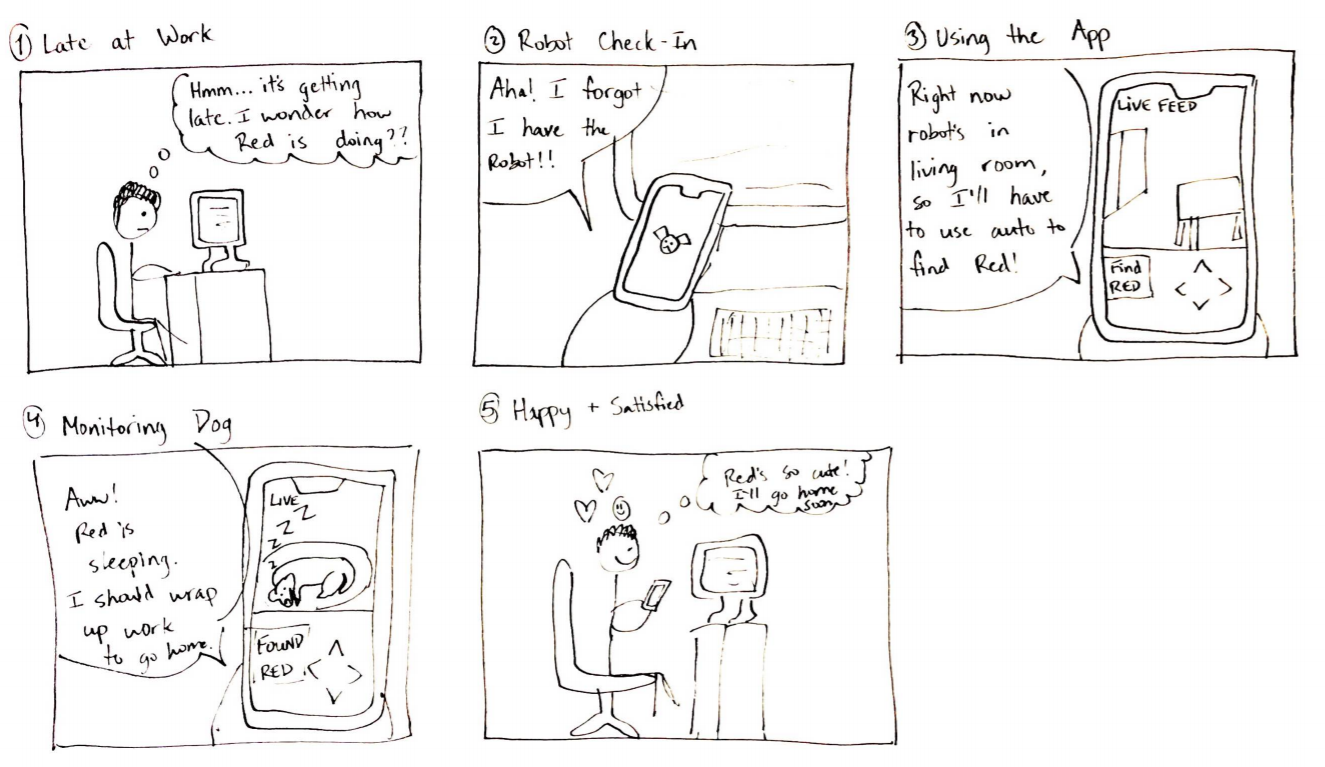 ① Late at Work
Hmm... it's getting
late. I wonder how
Red is doing??
② Robot Check-In
Aha! I forgot
I have the
Robot!!
③ Using the App
Right now
robot's in
living room,
so I'll have
to use auto to
find Red!
LIVE FEED
Find
RED
④ Monitoring Dog
Aww!
Red is
sleeping.
I should wrap
up work
to go home.
LIVE
z z z z
FOUND
RED
⑤ Happy + Satisfied
Red's so cute!
I'll go home
soon